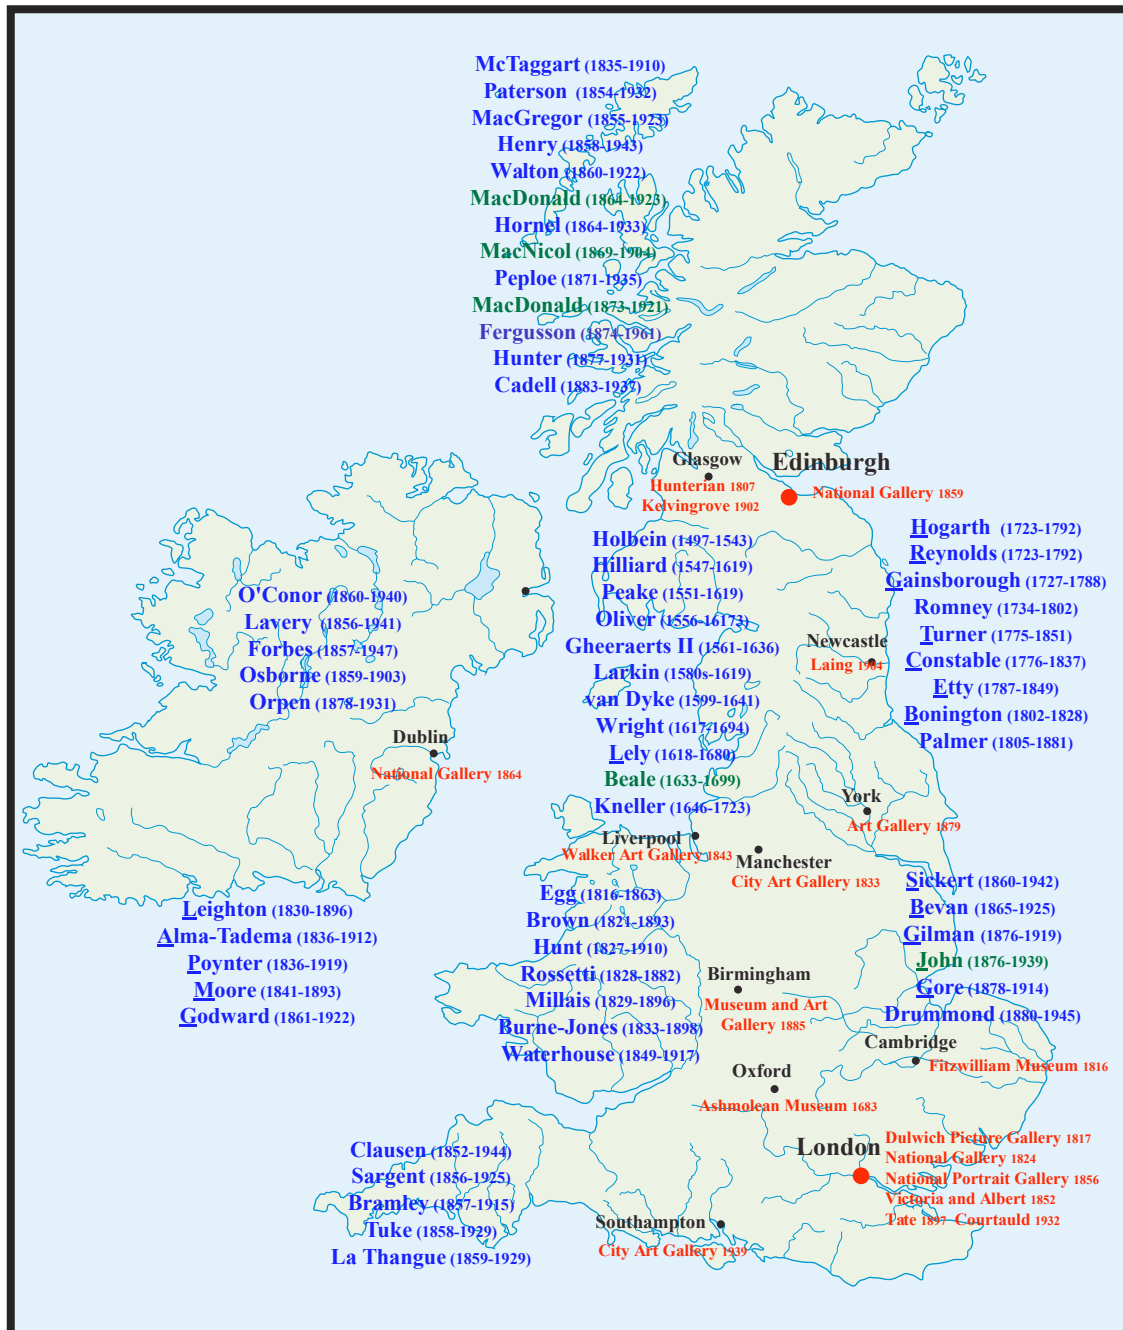 McTaggart (1835-1910)
Paterson (1854-1932)
MacGregor (1855-1923)
Henry (1858-1943)
Walton (1860-1922)
MacDonald (1864-1923)
Hornel (1864-1933)
MacNicol (1869-1904)
Peploe (1871-1935)
MacDonald (1873-1921)
Fergusson (1874-1961)
Hunter (1877-1931)
Cadell (1883-1937)
Glasgow
Hunterian 1807
Kelvingrove 1902
Edinburgh
National Gallery 1859
Holbein (1497-1543)
Hilliard (1547-1619)
Peake (1551-1619)
Oliver (1556-16173)
Gheeraerts II (1561-1636)
Larkin (1580s-1619)
van Dyke (1599-1641)
Wright (1617-1694)
Lely (1618-1680)
Beale (1633-1699)
Kneller (1646-1723)
Hogarth (1723-1792)
Reynolds (1723-1792)
Gainsborough (1727-1788)
Romney (1734-1802)
Turner (1775-1851)
Constable (1776-1837)
Etty (1787-1849)
Bonington (1802-1828)
Palmer (1805-1881)
O'Conor (1860-1940)
Lavery (1856-1941)
Forbes (1857-1947)
Osborne (1859-1903)
Orpen (1878-1931)
Newcastle
Laing 1904
Dublin
National Gallery 1864
York
Art Gallery 1879
Liverpool
Walker Art Gallery 1843
Manchester
City Art Gallery 1833
Leighton (1830-1896)
Alma-Tadema (1836-1912)
Poynter (1836-1919)
Moore (1841-1893)
Godward (1861-1922)
Egg (1816-1863)
Brown (1821-1893)
Hunt (1827-1910)
Rossetti (1828-1882)
Millais (1829-1896)
Burne-Jones (1833-1898)
Waterhouse (1849-1917)
Sickert (1860-1942)
Bevan (1865-1925)
Gilman (1876-1919)
John (1876-1939)
Gore (1878-1914)
Drummond (1880-1945)
Birmingham
Museum and Art
Gallery 1885
Cambridge
Fitzwilliam Museum 1816
Oxford
Ashmolean Museum 1683
London
Dulwich Picture Gallery 1817
National Gallery 1824
National Portrait Gallery 1856
Victoria and Albert 1852
Tate 1897 Courtauld 1932
Clausen (1852-1944)
Sargent (1856-1925)
Bramley (1857-1915)
Tuke (1858-1929)
La Thangue (1859-1929)
Southampton
City Art Gallery 1939